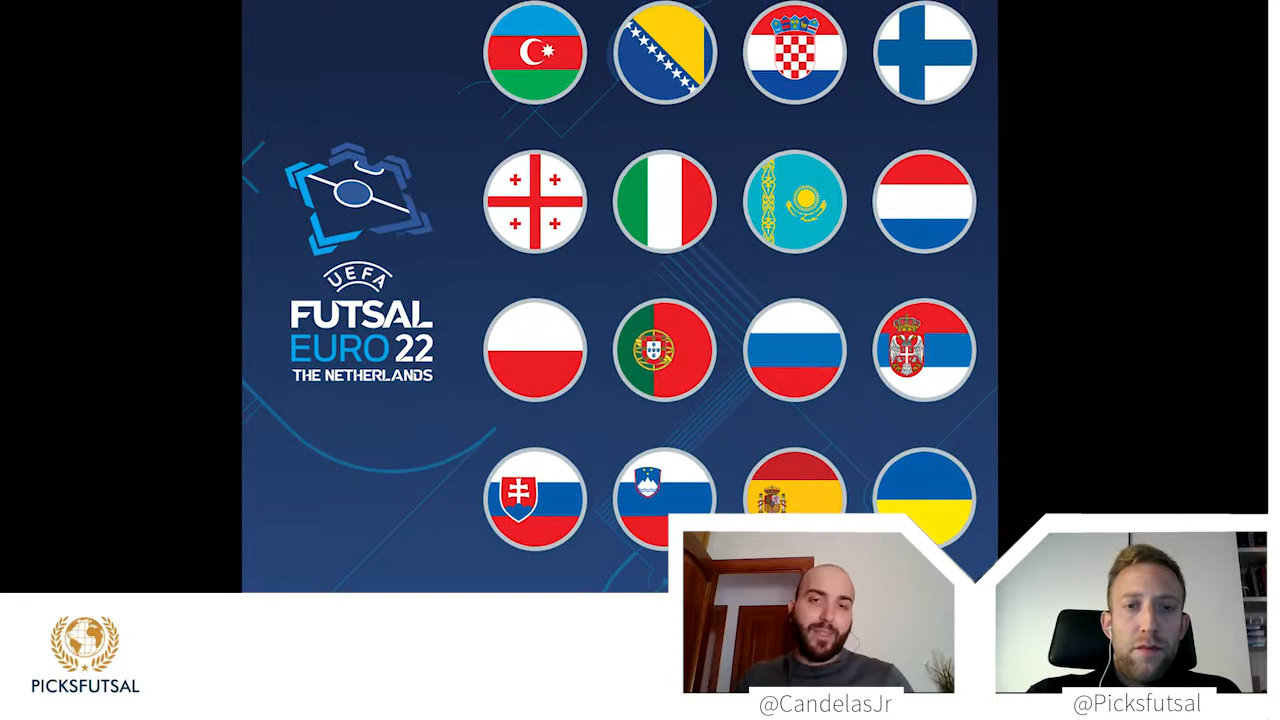 UEFA
FUTSAL
EURO 22
THE NETHERLANDS
PICKSFUTSAL
@CandelasJr
@Picksfutsal